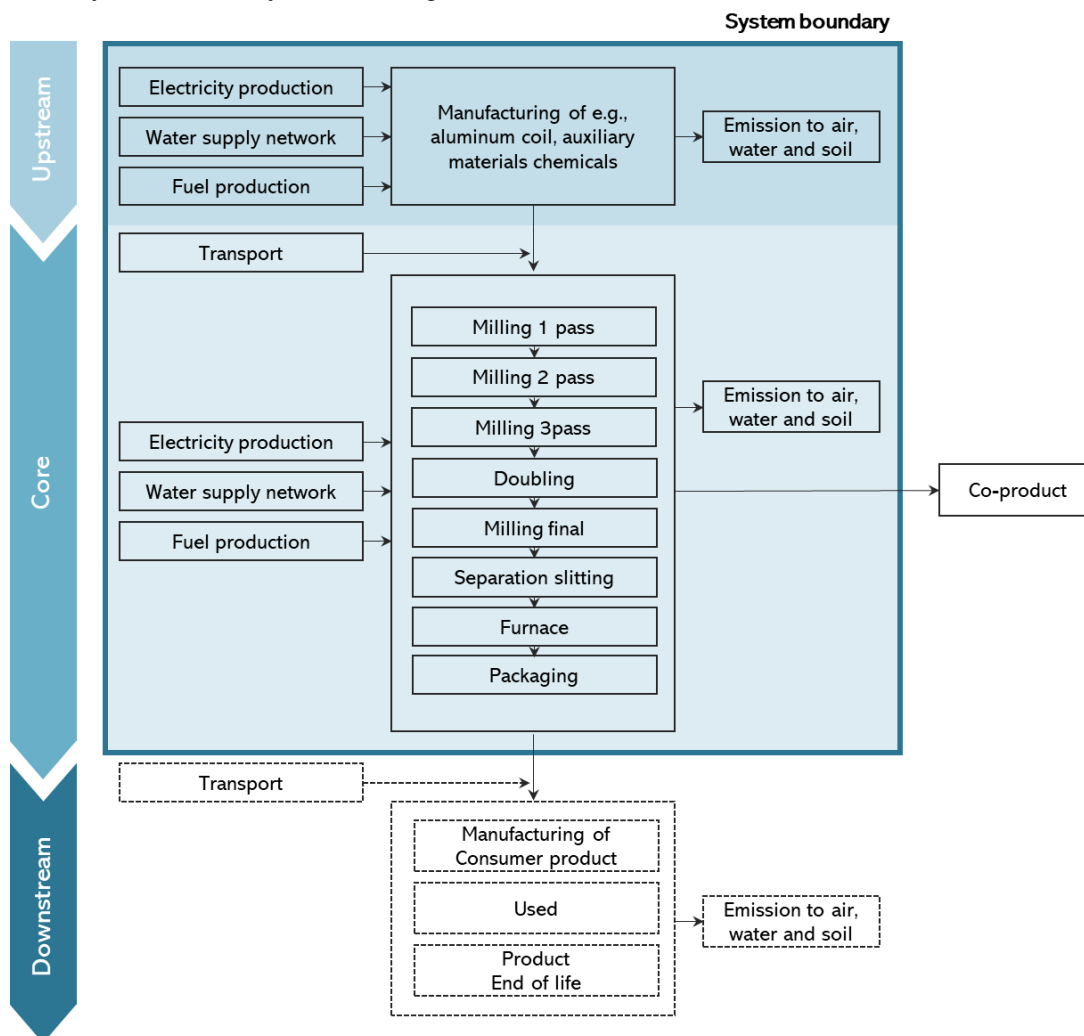 System boundary
Upstream
Electricity production
Water supply network
Fuel production
Manufacturing of e.g.,
aluminum coil, auxiliary
materials chemicals
Emission to air,
water and soil
Core
Transport
Milling 1 pass
Milling 2 pass
Milling 3pass
Doubling
Milling final
Separation slitting
Furnace
Packaging
Electricity production
Water supply network
Fuel production
Emission to air,
water and soil
Co-product
Downstream
Transport
Manufacturing of
Consumer product
Used
Product
End of life
Emission to air,
water and soil